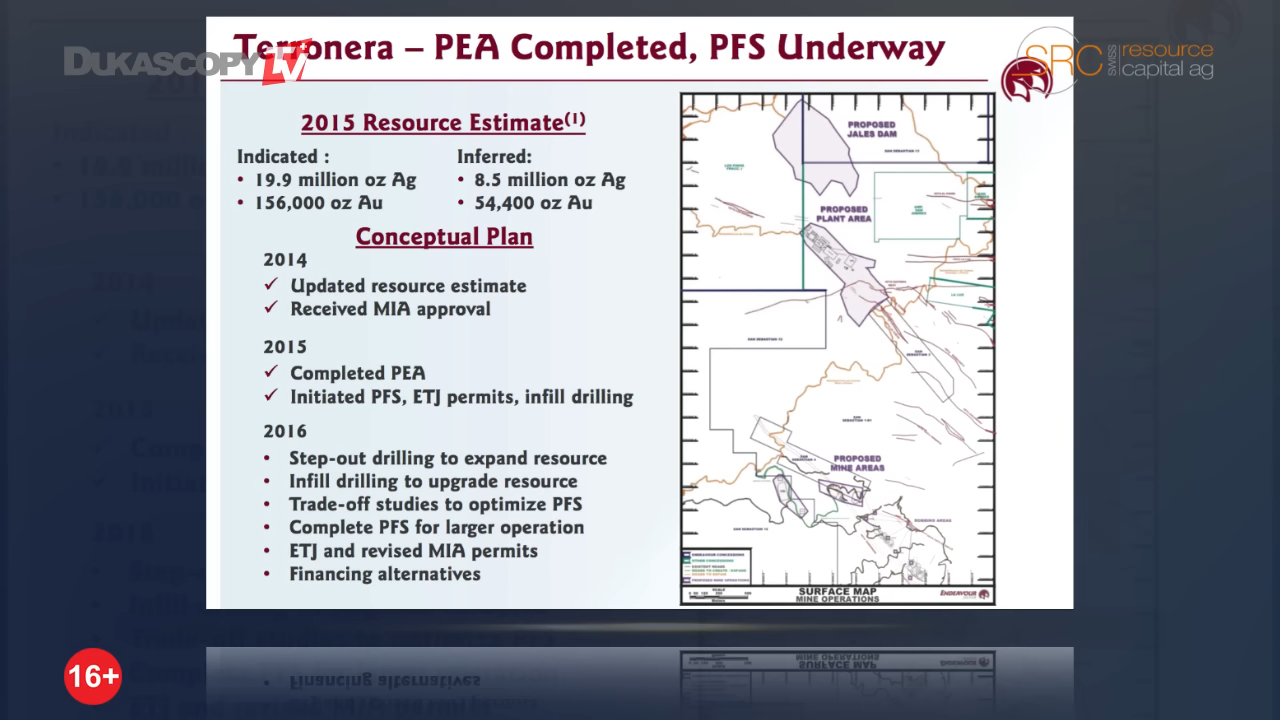 Terronera – PEA Completed, PFS Underway
DUKASCOPY TV
SRC
SWISS
resource
capital ag
2015 Resource Estimate(1)
Indicated :
• 19.9 million oz Ag
• 156,000 oz Au
Inferred:
• 8.5 million oz Ag
• 54,400 oz Au
Conceptual Plan
2014
✓ Updated resource estimate
✓ Received MIA approval
2015
✓ Completed PEA
✓ Initiated PFS, ETJ permits, infill drilling
2016
• Step-out drilling to expand resource
• Infill drilling to upgrade resource
• Trade-off studies to optimize PFS
• Complete PFS for larger operation
• ETJ and revised MIA permits
• Financing alternatives
PROPOSED
JALES DAM
PROPOSED
PLANT AREA
PROPOSED
MINE AREAS
SURFACE MAP
MINE OPERATIONS
ENDEAVOUR
16+